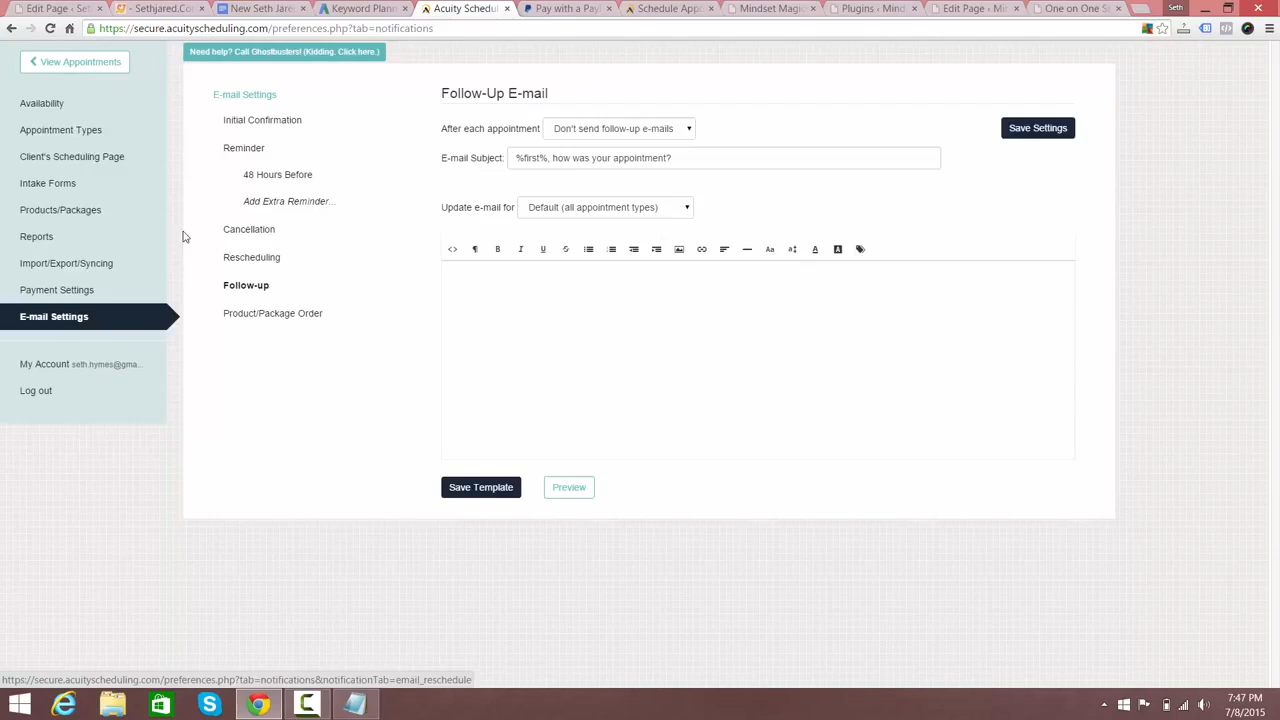 Edit Page ‹ Set
Sethjared.Co
New Seth Jare
Keyword Plann
Acuity Schedul
Pay with a PayP
Schedule Appo
Mindset Magic
Plugins ‹ Mind
Edit Page ‹ Min
One on One Sk
Seth
https://secure.acuityscheduling.com/preferences.php?tab=notifications
View Appointments
Need help? Call Ghostbusters! (Kidding. Click here.)
Availability
Appointment Types
Client's Scheduling Page
Intake Forms
Products/Packages
Reports
Import/Export/Syncing
Payment Settings
E-mail Settings
My Account seth.hymes@gma...
Log out
E-mail Settings
Initial Confirmation
Reminder
48 Hours Before
Add Extra Reminder...
Cancellation
Rescheduling
Follow-up
Product/Package Order
Follow-Up E-mail
After each appointment Don't send follow-up e-mails
Save Settings
E-mail Subject: %first%, how was your appointment?
Update e-mail for Default (all appointment types)
<> ¶ B I U S Aa A A
Save Template
Preview
https://secure.acuityscheduling.com/preferences.php?tab=notifications&notificationTab=email_reschedule
7:47 PM
7/8/2015